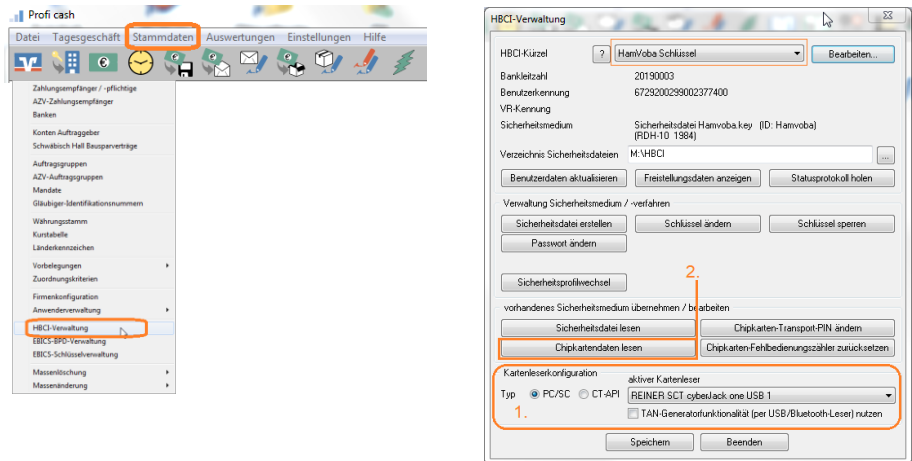 Profi cash
Datei Tagesgeschäft Stammdaten Auswertungen Einstellungen Hilfe
Zahlungsempfänger / -pflichtige
AZV-Zahlungsempfänger
Banken
Konten Auftraggeber
Schwäbisch Hall Bausparverträge
Auftragsgruppen
AZV-Auftragsgruppen
Mandate
Gläubiger-Identifikationsnummern
Währungsstamm
Kurstabelle
Länderkennzeichen
Vorbelegungen
Zuordnungskriterien
Firmenkonfiguration
Anwenderverwaltung
HBCI-Verwaltung
EBICS-BPD-Verwaltung
EBICS-Schlüsselverwaltung
Massenlöschung
Massenänderung
HBCI-Verwaltung
HBCI-Kürzel ? HamVoba Schlüssel Bearbeiten...
Bankleitzahl 20190003
Benutzerkennung 6729200299002377400
VR-Kennung
Sicherheitsmedium Sicherheitsdatei Hamvoba.key (ID: Hamvoba)
(RDH-10 1984)
Verzeichnis Sicherheitsdateien M:\HBCI ...
Benutzerdaten aktualisieren Freistellungsdaten anzeigen Statusprotokoll holen
Verwaltung Sicherheitsmedium / -verfahren
Sicherheitsdatei erstellen Schlüssel ändern Schlüssel sperren
Passwort ändern
Sicherheitsprofilwechsel
2.
vorhandenes Sicherheitsmedium übernehmen / bearbeiten
Sicherheitsdatei lesen Chipkarten-Transport-PIN ändern
Chipkartendaten lesen Chipkarten-Fehlbedienungszähler zurücksetzen
Kartenleserkonfiguration
aktiver Kartenleser
Typ PC/SC CT-API REINER SCT cyberJack one USB 1
1.
TAN-Generatorfunktionalität (per USB/Bluetooth-Leser) nutzen
Speichern Beenden